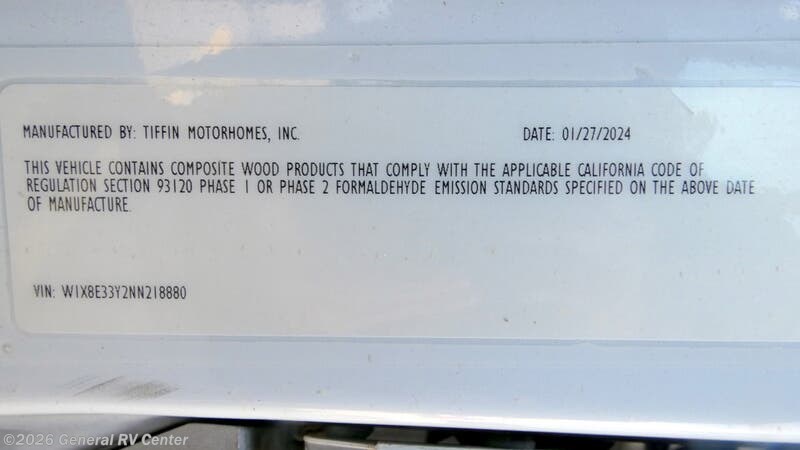 MANUFACTURED BY: TIFFIN MOTORHOMES, INC. DATE: 01/27/2024
THIS VEHICLE CONTAINS COMPOSITE WOOD PRODUCTS THAT COMPLY WITH THE APPLICABLE CALIFORNIA CODE OF
REGULATION SECTION 93120 PHASE 1 OR PHASE 2 FORMALDEHYDE EMISSION STANDARDS SPECIFIED ON THE ABOVE DATE
OF MANUFACTURE.
VIN: W1X8E33Y2NN218880
©2026 General RV Center